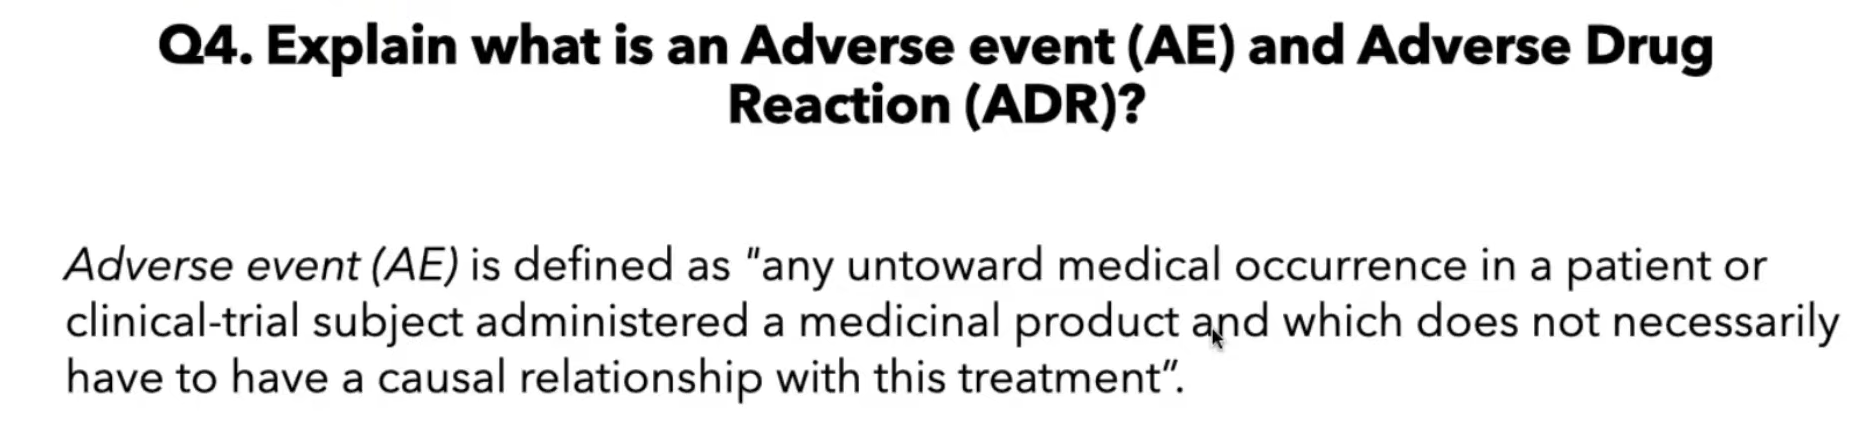 Q4. Explain what is an Adverse event (AE) and Adverse Drug
Reaction (ADR)?
Adverse event (AE) is defined as "any untoward medical occurrence in a patient or
clinical-trial subject administered a medicinal product and which does not necessarily
have to have a causal relationship with this treatment".